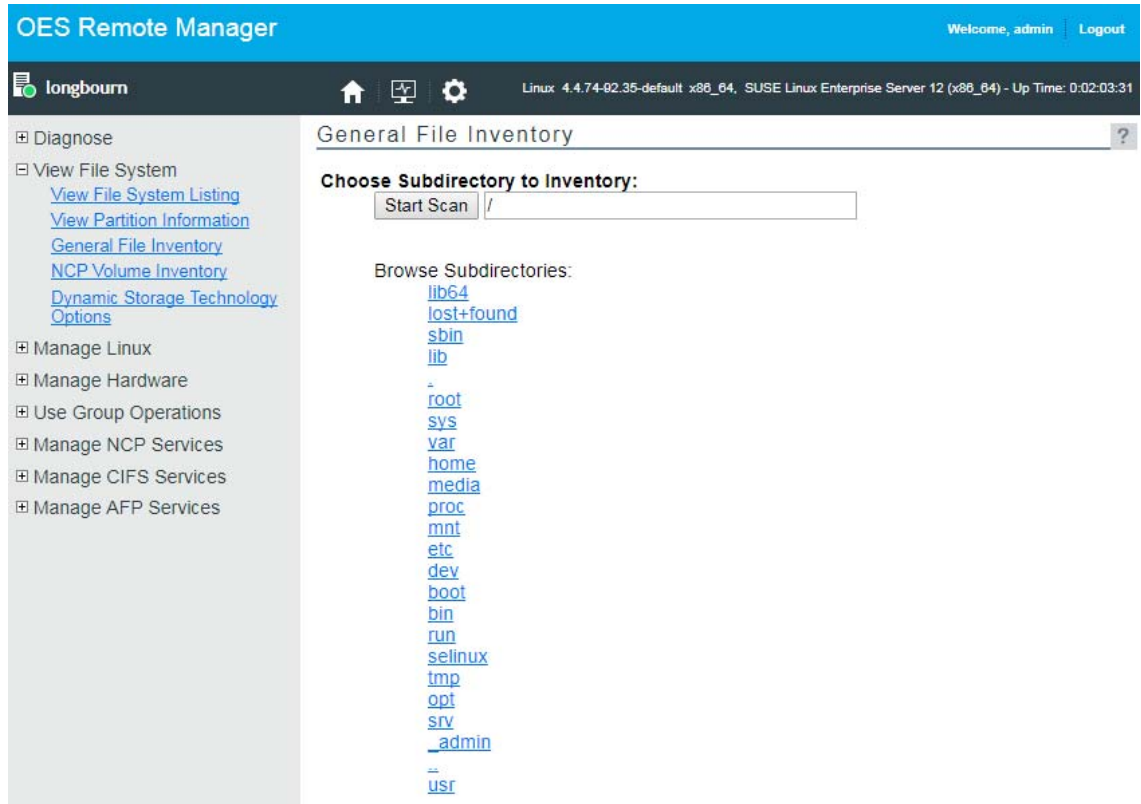 OES Remote Manager
Welcome, admin
Logout
longbourn
Linux 4.4.74-92.35-default x86_64, SUSE Linux Enterprise Server 12 (x86_64) - Up Time: 0:02:03:31
Diagnose
View File System
View File System Listing
View Partition Information
General File Inventory
NCP Volume Inventory
Dynamic Storage Technology
Options
Manage Linux
Manage Hardware
Use Group Operations
Manage NCP Services
Manage CIFS Services
Manage AFP Services
General File Inventory
?
Choose Subdirectory to Inventory:
Start Scan /
Browse Subdirectories:
lib64
lost+found
sbin
lib
.
root
sys
var
home
media
proc
mnt
etc
dev
boot
bin
run
selinux
tmp
opt
srv
_admin
..
usr